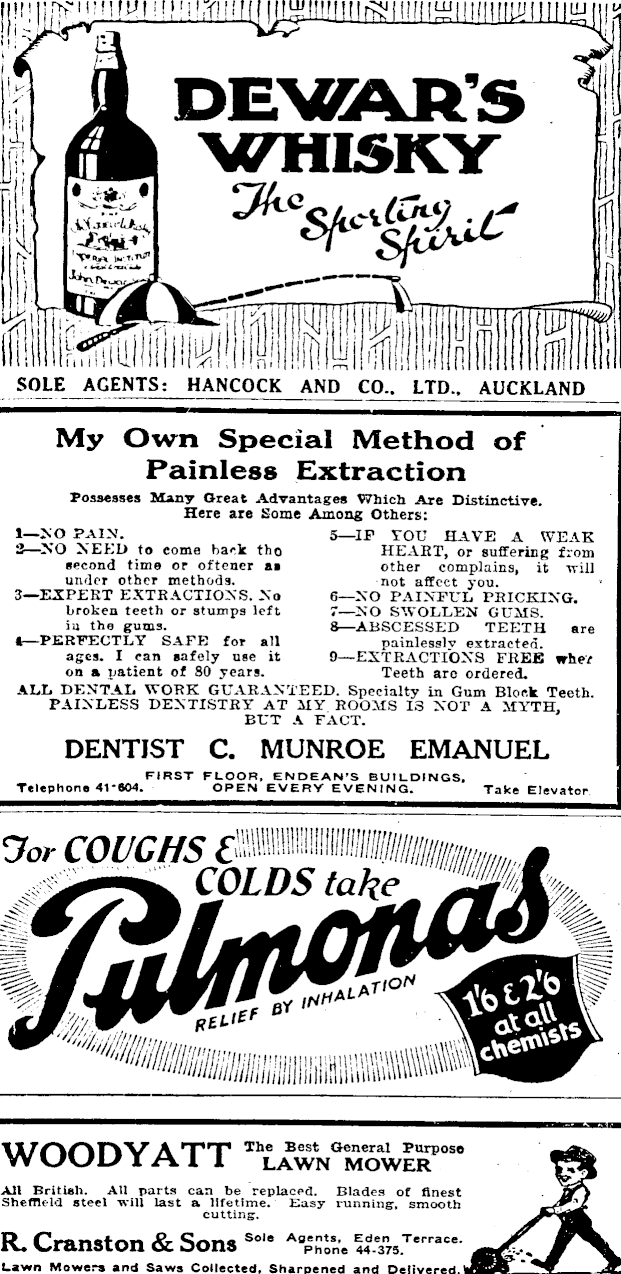 DEWAR'S
WHISKY
The Sporting
Spirit
IMPERIAL INSTITUTE
John Dewar
SOLE AGENTS: HANCOCK AND CO., LTD., AUCKLAND
My Own Special Method of
Painless Extraction
Possesses Many Great Advantages Which Are Distinctive.
Here are Some Among Others:
1—NO PAIN.
2—NO NEED to come back the
second time or oftener as
under other methods.
3—EXPERT EXTRACTIONS. No
broken teeth or stumps left
in the gums.
4—PERFECTLY SAFE for all
ages. I can safely use it
on a patient of 80 years.
5—IF YOU HAVE A WEAK
HEART, or suffering from
other complains, it will
not affect you.
6—NO PAINFUL PRICKING.
7—NO SWOLLEN GUMS.
8—ABSCESSED TEETH are
painlessly extracted.
9—EXTRACTIONS FREE when
Teeth are ordered.
ALL DENTAL WORK GUARANTEED. Specialty in Gum Block Teeth.
PAINLESS DENTISTRY AT MY ROOMS IS NOT A MYTH,
BUT A FACT.
DENTIST C. MUNROE EMANUEL
FIRST FLOOR, ENDEAN'S BUILDINGS,
Telephone 41-604. OPEN EVERY EVENING. Take Elevator
For COUGHS &
COLDS take
Pulmonas
RELIEF BY INHALATION
1'6 & 2'6
at all
chemists
WOODYATT The Best General Purpose
LAWN MOWER
All British. All parts can be replaced. Blades of finest
Sheffield steel will last a lifetime. Easy running, smooth
cutting.
R. Cranston & Sons Sole Agents, Eden Terrace.
Phone 44-375.
Lawn Mowers and Saws Collected, Sharpened and Delivered.